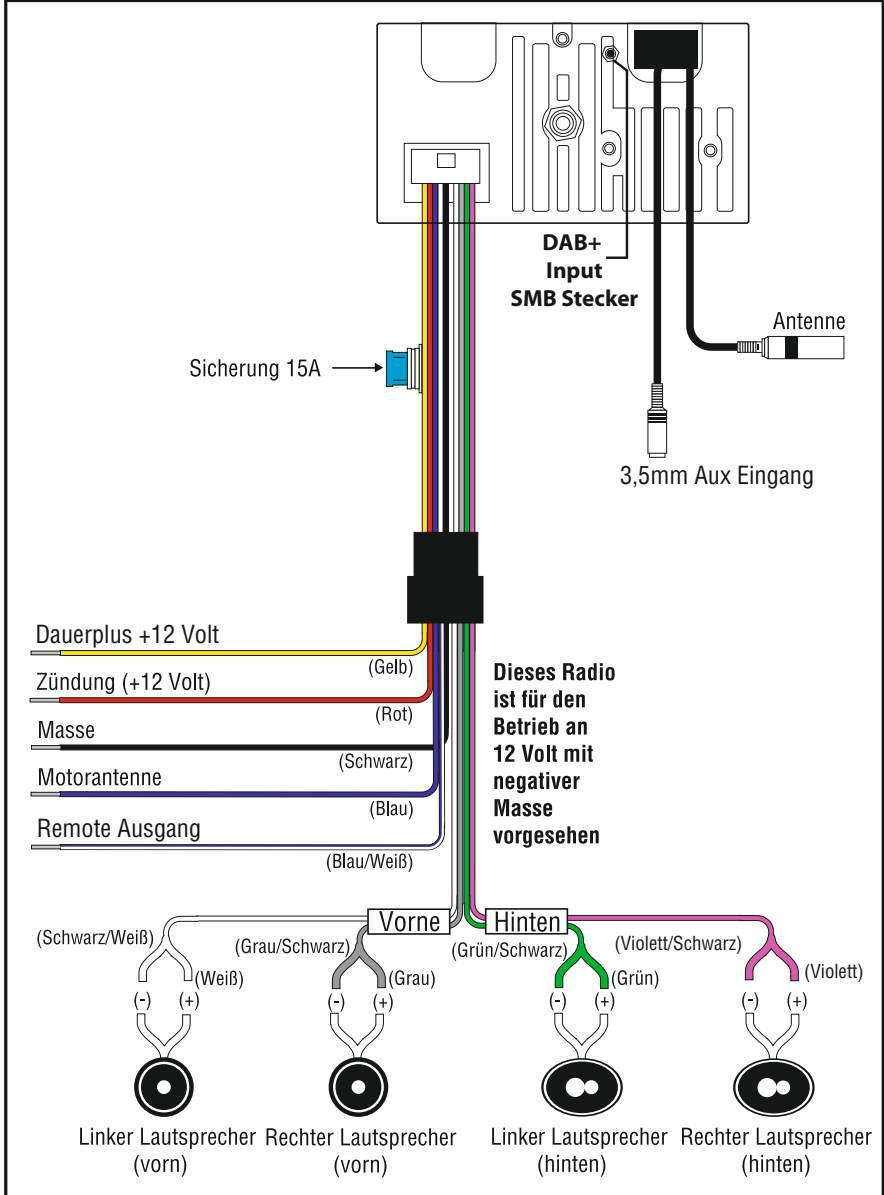 DAB+
Input
SMB Stecker
Antenne
Sicherung 15A
3,5mm Aux Eingang
Dauerplus +12 Volt
(Gelb)
Zündung (+12 Volt)
(Rot)
Masse
(Schwarz)
Motorantenne
(Blau)
Remote Ausgang
(Blau/Weiß)
Dieses Radio
ist für den
Betrieb an
12 Volt mit
negativer
Masse
vorgesehen
Vorne
Hinten
(Schwarz/Weiß)
(Weiß)
(Grau/Schwarz)
(Grau)
(Grün/Schwarz)
(Grün)
(Violett/Schwarz)
(Violett)
(-) (+)
(-) (+)
(-) (+)
(-) (+)
Linker Lautsprecher
(vorn)
Rechter Lautsprecher
(vorn)
Linker Lautsprecher
(hinten)
Rechter Lautsprecher
(hinten)